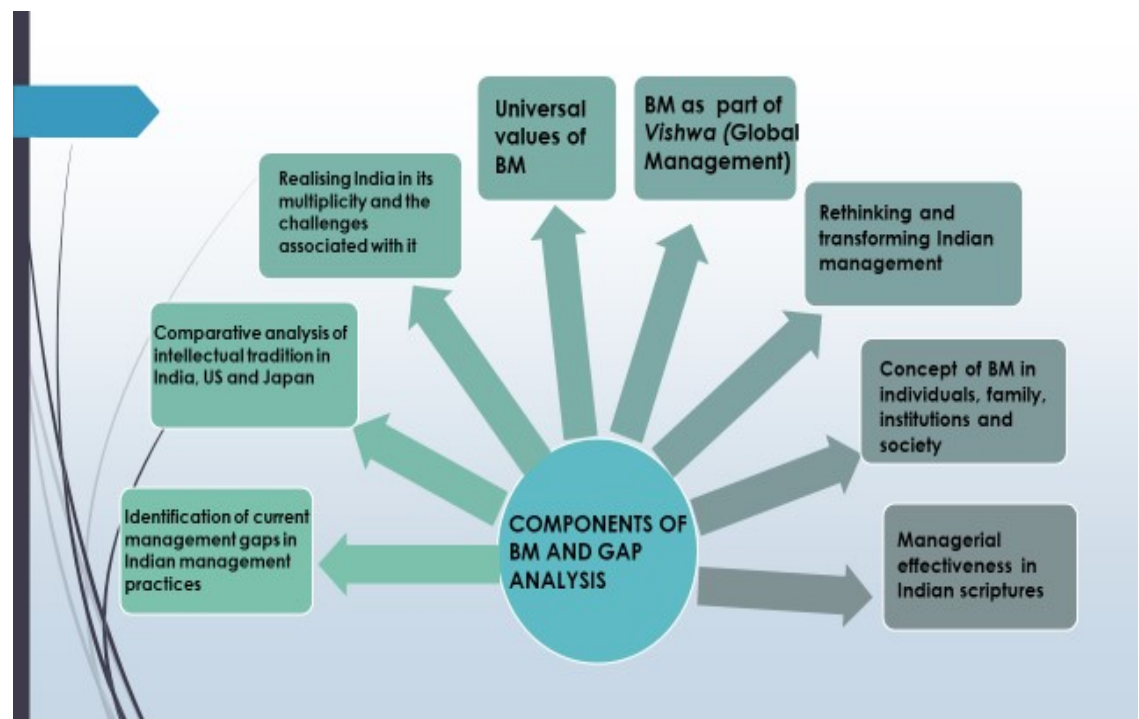 Universal
values of
BM
BM as part of
Vishwa (Global
Management)
Realising India in its
multiplicity and the
challenges
associated with it
Rethinking and
transforming Indian
management
Comparative analysis of
intellectual tradition in
India, US and Japan
Concept of BM in
individuals, family,
institutions and
society
Identification of current
management gaps in
Indian management
practices
COMPONENTS OF
BM AND GAP
ANALYSIS
Managerial
effectiveness in
Indian scriptures